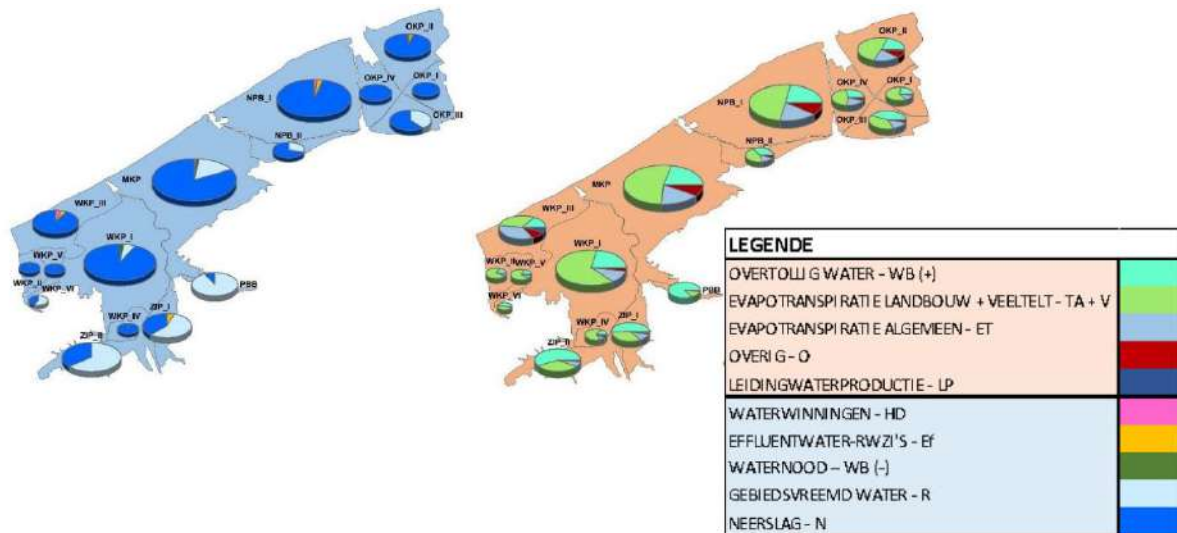 OKP_II
OKP_IV
OKP_I
NPB_I
OKP_III
NPB_II
MKP
WKP_III
WKP_I
WKP_V
WKP_II
WKP_VI
PBB
ZIP_I
WKP_IV
ZIP_II
OKP_II
OKP_IV
OKP_I
NPB_I
OKP_III
NPB_II
MKP
WKP_III
WKP_I
WKP_II
WKP_V
WKP_VI
PBB
WKP_IV
ZIP_I
ZIP_II
LEGENDE
OVERTOLLIG WATER - WB (+)
EVAPOTRANSPIRATIE LANDBOUW + VEELTELT - TA + V
EVAPOTRANSPIRATIE ALGEMEEN - ET
OVERIG - O
LEIDINGWATERPRODUCTIE - LP
WATERWINNINGEN - HD
EFFLUENTWATER-RWZI'S - Ef
WATERNOOD – WB (-)
GEBIEDSVREEMD WATER - R
NEERSLAG - N